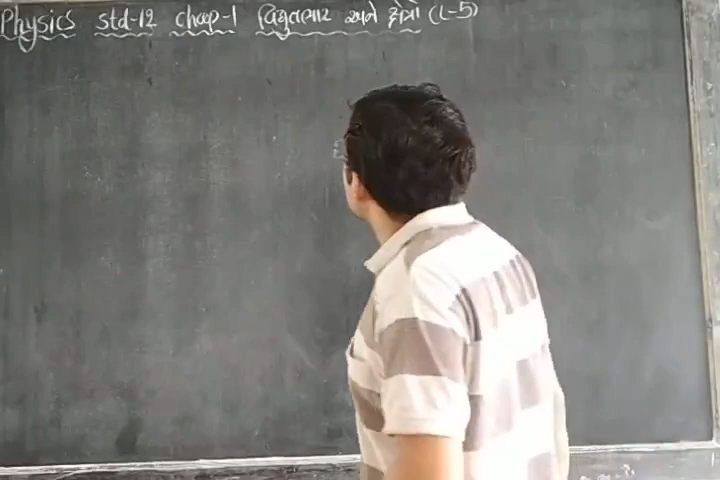 Physics std-12 chap-1 વિદ્યુતભાર અને ક્ષેત્રો (L-5)